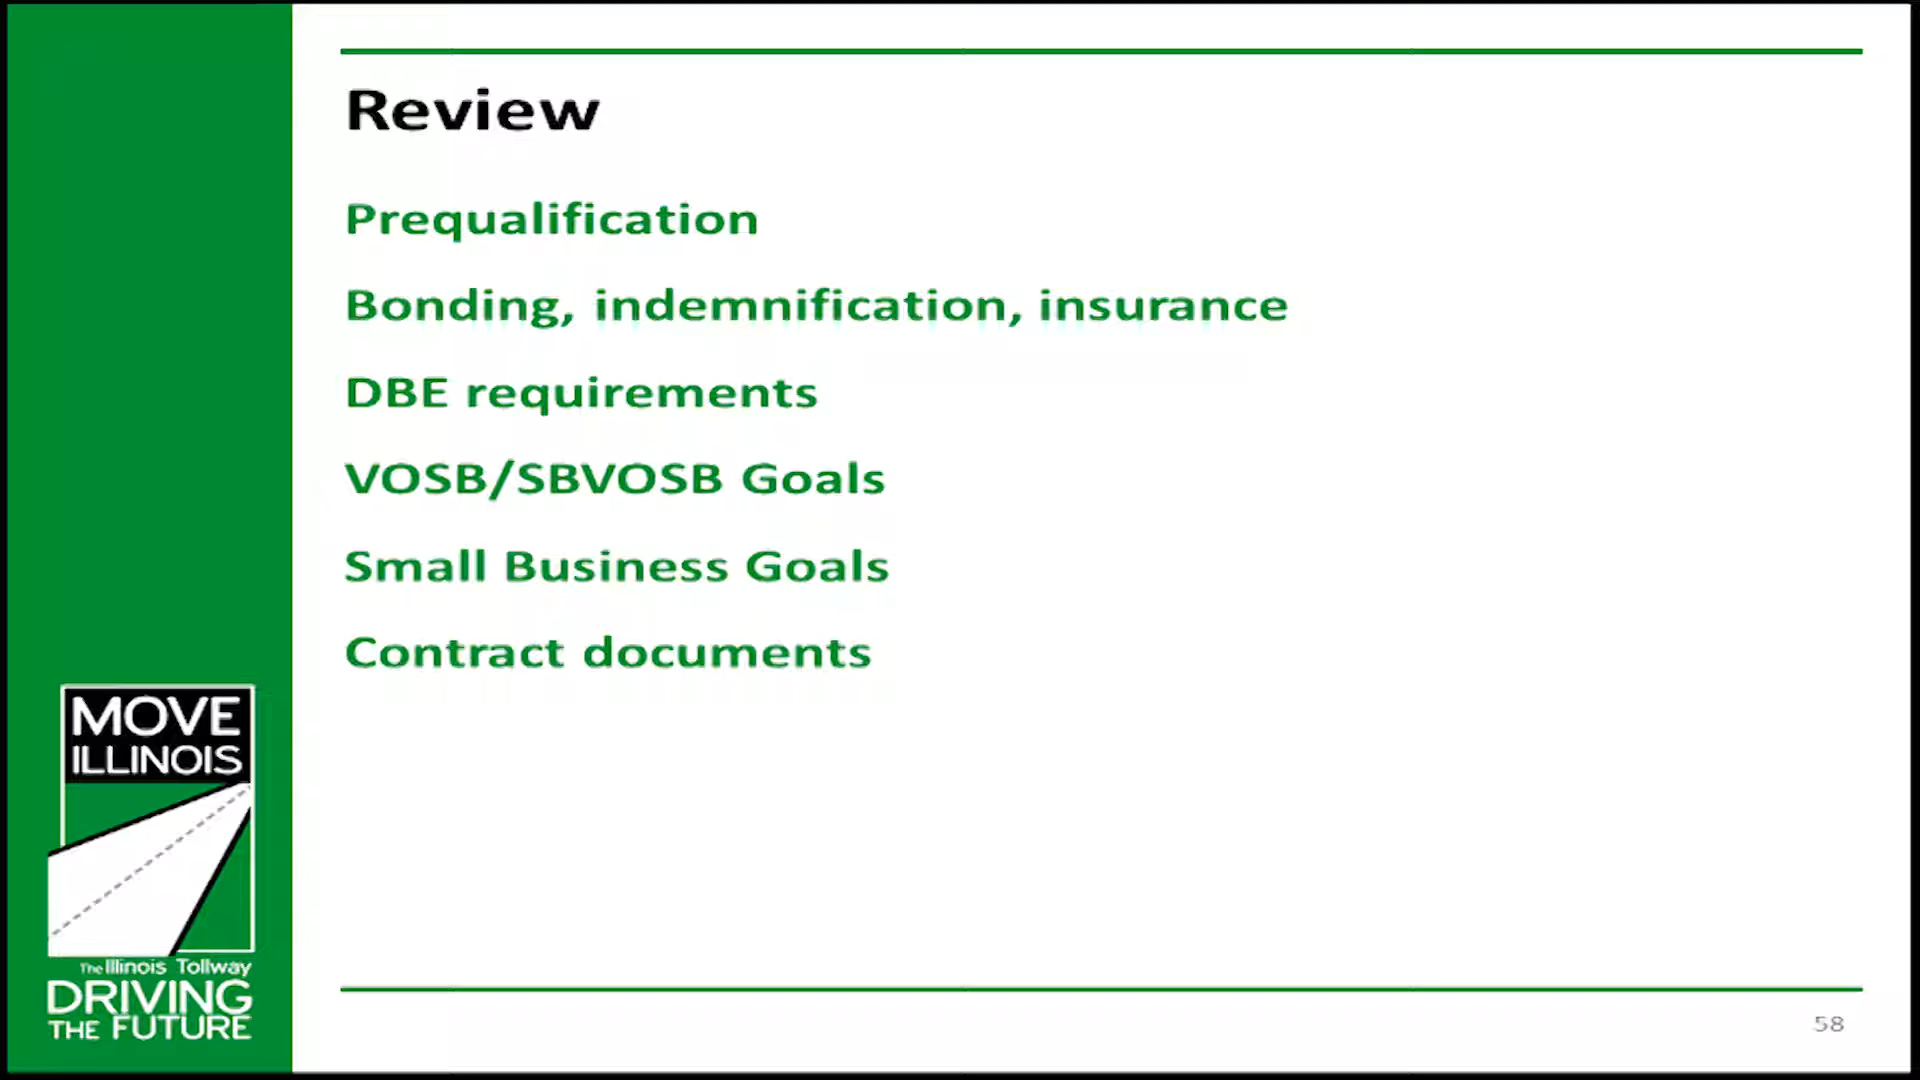 Review
Prequalification
Bonding, indemnification, insurance
DBE requirements
VOSB/SBVOSB Goals
Small Business Goals
Contract documents
MOVE
ILLINOIS
The Illinois Tollway
DRIVING
THE FUTURE
58